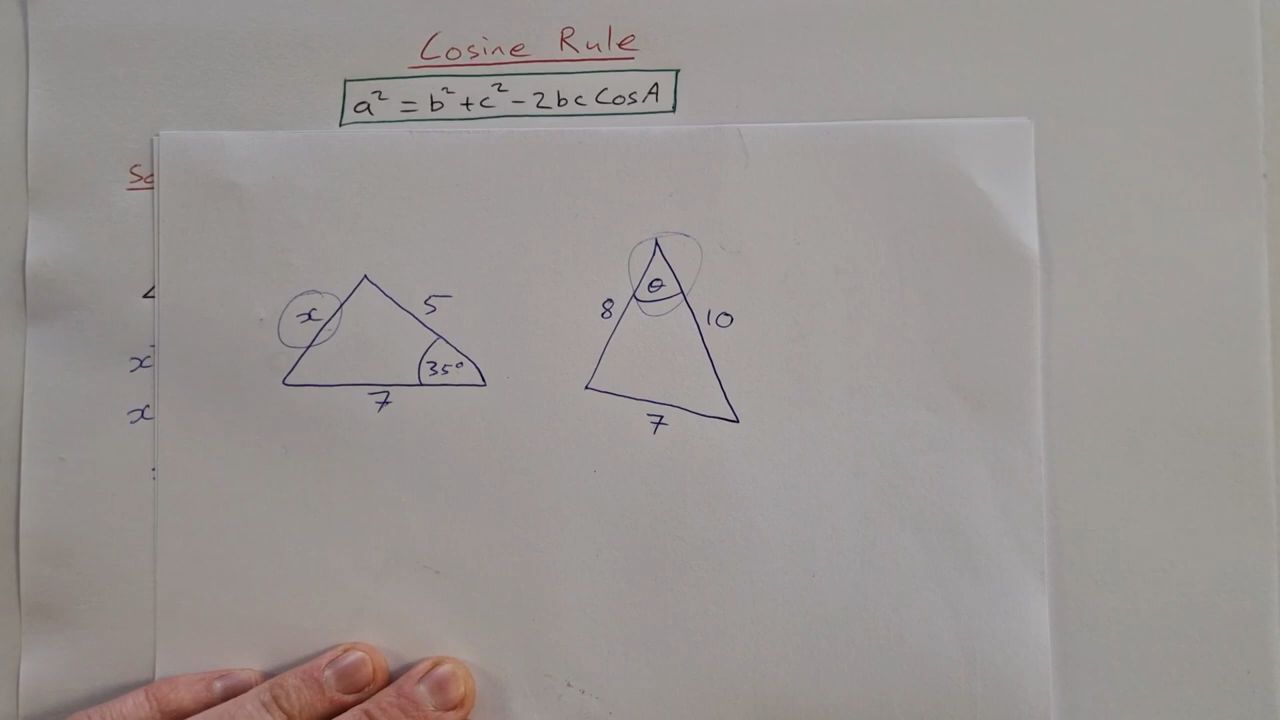 Cosine Rule
a² = b² + c² - 2bc Cos A
x
5
35°
7
θ
8
10
7
x
x